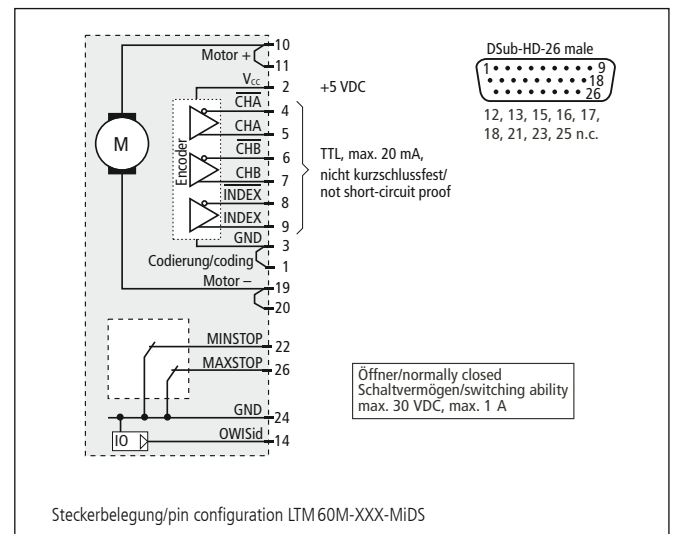 10
Motor +
11
Vcc 2 +5 VDC
CHA 4
CHA 5
CHB 6
CHB 7
INDEX 8
INDEX 9
GND 3
Codierung/coding 1
Motor – 19
20
M
Encoder
TTL, max. 20 mA,
nicht kurzschlussfest/
not short-circuit proof
DSub-HD-26 male
1 9
18
26
12, 13, 15, 16, 17,
18, 21, 23, 25 n.c.
MINSTOP 22
MAXSTOP 26
GND 24
IO OWISid 14
Öffner/normally closed
Schaltvermögen/switching ability
max. 30 VDC, max. 1 A
Steckerbelegung/pin configuration LTM 60M-XXX-MiDS